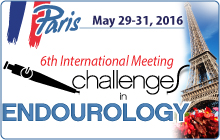 Paris
May 29-31, 2016
6th International Meeting
challenges
in
ENDOUROLOGY